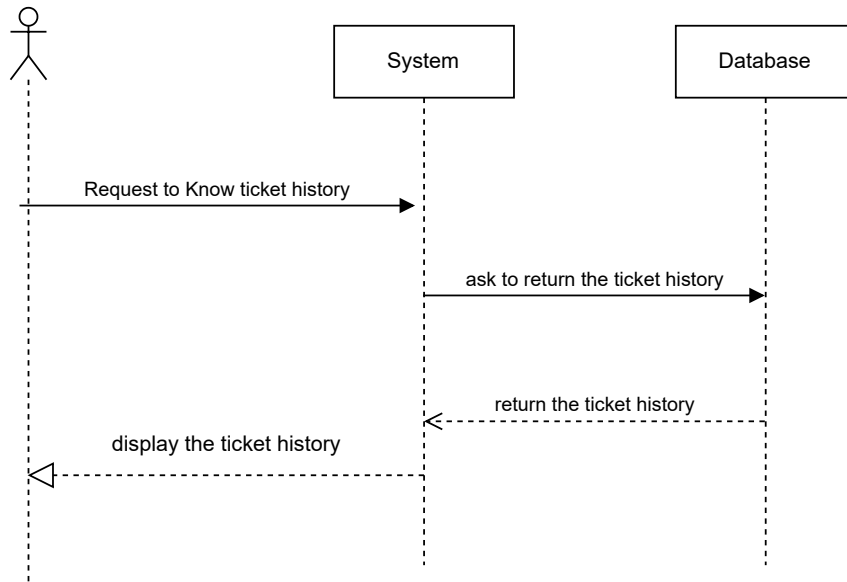 System
Database
Request to Know ticket history
ask to return the ticket history
return the ticket history
display the ticket history